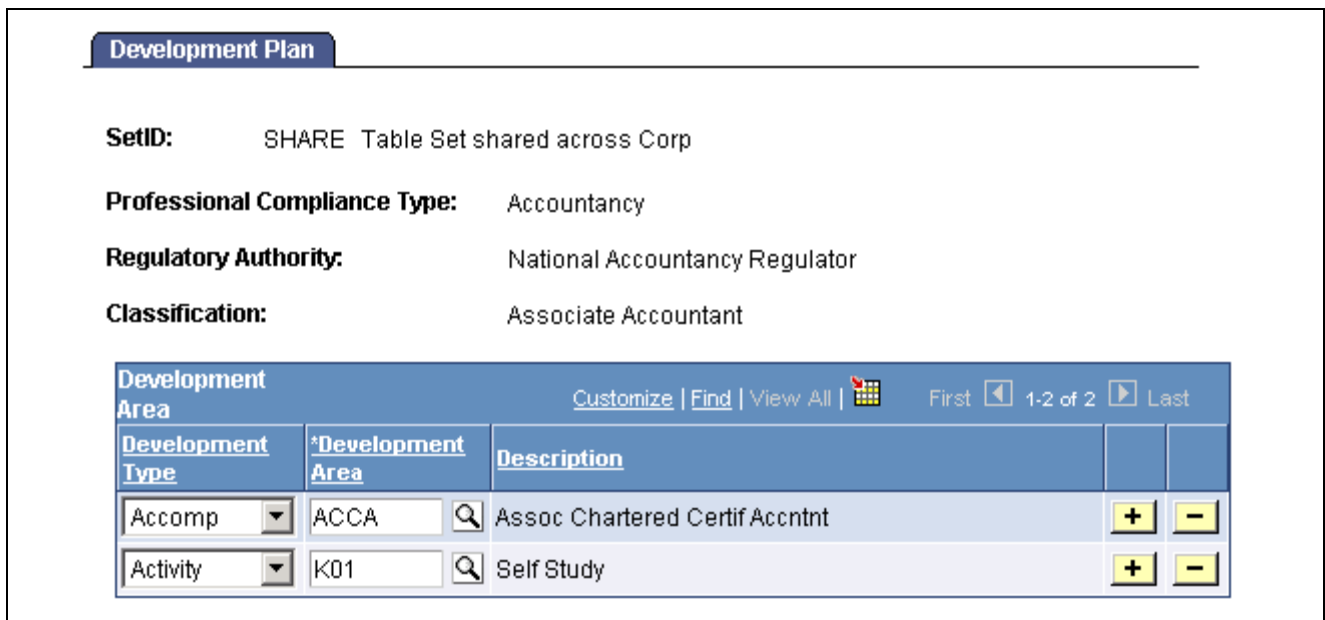 Development Plan
SetID: SHARE Table Set shared across Corp
Professional Compliance Type: Accountancy
Regulatory Authority: National Accountancy Regulator
Classification: Associate Accountant
Development
Area
Customize | Find | View All | First 1-2 of 2 Last
Development
Type
*Development
Area
Description
Accomp ACCA Assoc Chartered Certif Accntnt + -
Activity K01 Self Study + -